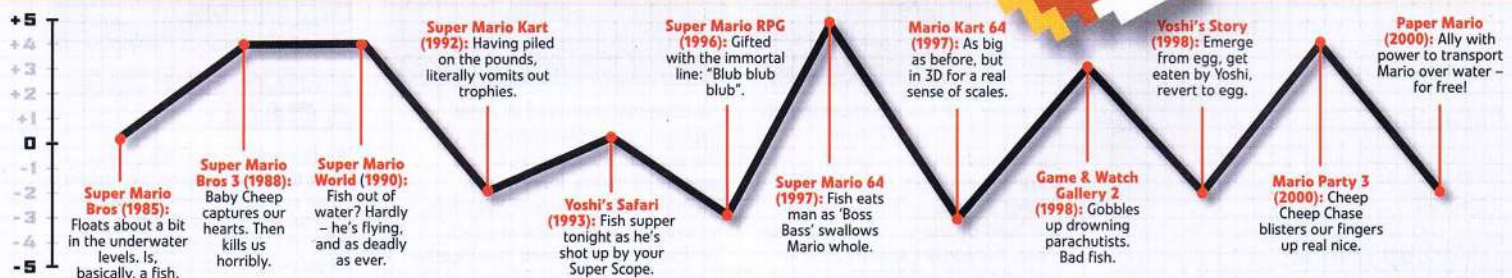 +5
+4
+3
+2
+1
0
-1
-2
-3
-4
-5
Super Mario
Bros (1985):
Floats about a bit
in the underwater
levels. Is,
basically, a fish.
Super Mario
Bros 3 (1988):
Baby Cheep
captures our
hearts. Then
kills us
horribly.
Super Mario
World (1990):
Fish out of
water? Hardly
– he's flying,
and as deadly
as ever.
Super Mario Kart
(1992): Having piled
on the pounds,
literally vomits out
trophies.
Yoshi's Safari
(1993): Fish supper
tonight as he's
shot up by your
Super Scope.
Super Mario RPG
(1996): Gifted
with the immortal
line: "Blub blub
blub".
Super Mario 64
(1997): Fish eats
man as 'Boss
Bass' swallows
Mario whole.
Mario Kart 64
(1997): As big
as before, but
in 3D for a real
sense of scales.
Game & Watch
Gallery 2
(1998): Gobbles
up drowning
parachutists.
Bad fish.
Yoshi's Story
(1998): Emerge
from egg, get
eaten by Yoshi,
revert to egg.
Mario Party 3
(2000): Cheep
Cheep Chase
blisters our fingers
up real nice.
Paper Mario
(2000): Ally with
power to transport
Mario over water –
for free!